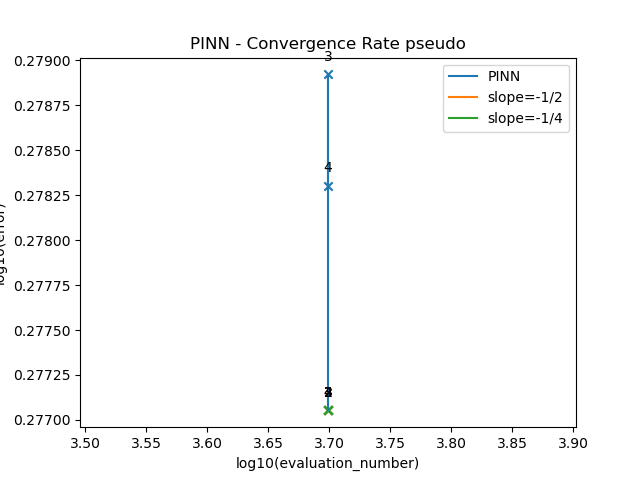 PINN - Convergence Rate pseudo
3
0.27900
PINN
slope=-1/2
slope=-1/4
0.27875
0.27850
4
0.27825
0.27800
0.27775
0.27750
0.27725
0.27700
log10(error)
3.50 3.55 3.60 3.65 3.70 3.75 3.80 3.85 3.90
log10(evaluation_number)